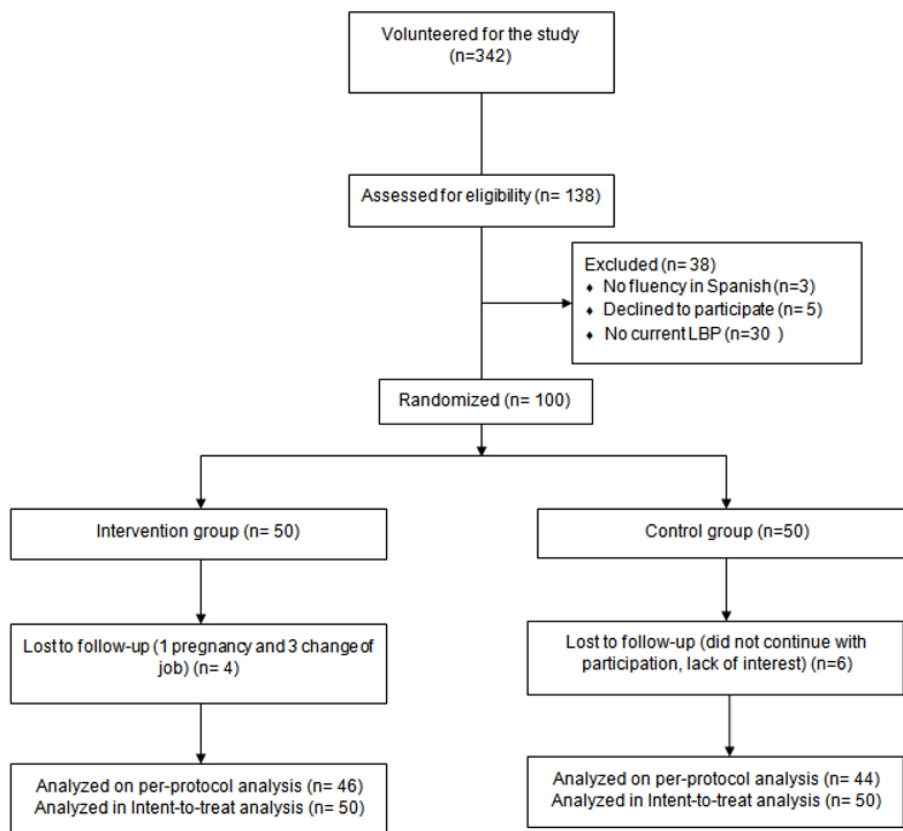 Volunteered for the study
(n=342)
Assessed for eligibility (n= 138)
Excluded (n= 38)
♦ No fluency in Spanish (n=3)
♦ Declined to participate (n= 5)
♦ No current LBP (n=30 )
Randomized (n= 100)
Intervention group (n= 50)
Control group (n=50)
Lost to follow-up (1 pregnancy and 3 change of
job) (n= 4)
Lost to follow-up (did not continue with
participation, lack of interest) (n=6)
Analyzed on per-protocol analysis (n= 46)
Analyzed in Intent-to-treat analysis (n= 50)
Analyzed on per-protocol analysis (n= 44)
Analyzed in Intent-to-treat analysis (n= 50)